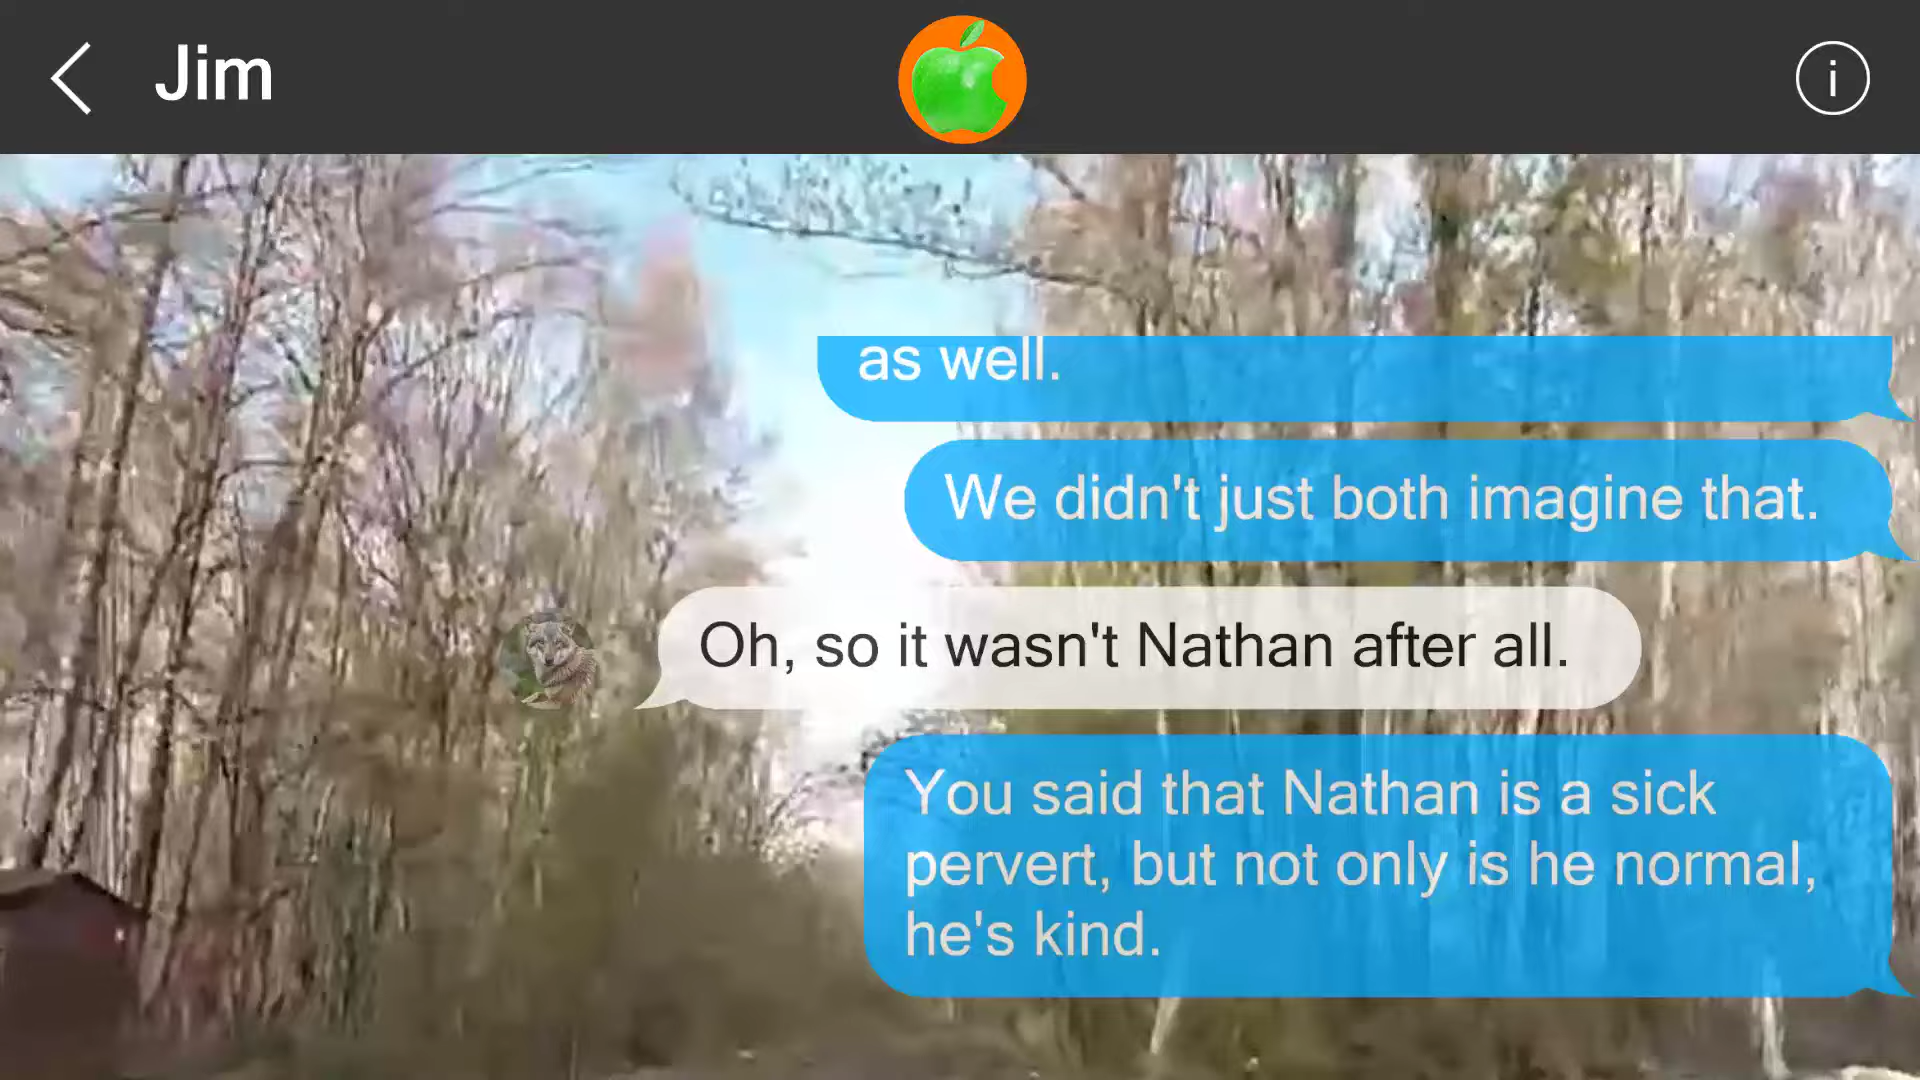 Jim
i
as well.
We didn't just both imagine that.
Oh, so it wasn't Nathan after all.
You said that Nathan is a sick
pervert, but not only is he normal,
he's kind.